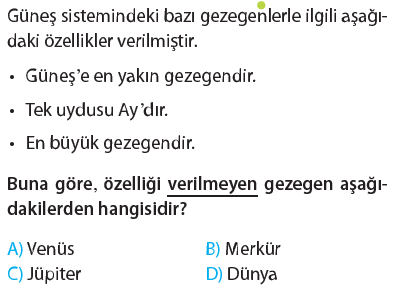 Güneş sistemindeki bazı gezegenlerle ilgili aşağı-
daki özellikler verilmiştir.
• Güneş'e en yakın gezegendir.
• Tek uydusu Ay'dır.
• En büyük gezegendir.
Buna göre, özelliği verilmeyen gezegen aşağı-
dakilerden hangisidir?
A) Venüs B) Merkür
C) Jüpiter D) Dünya